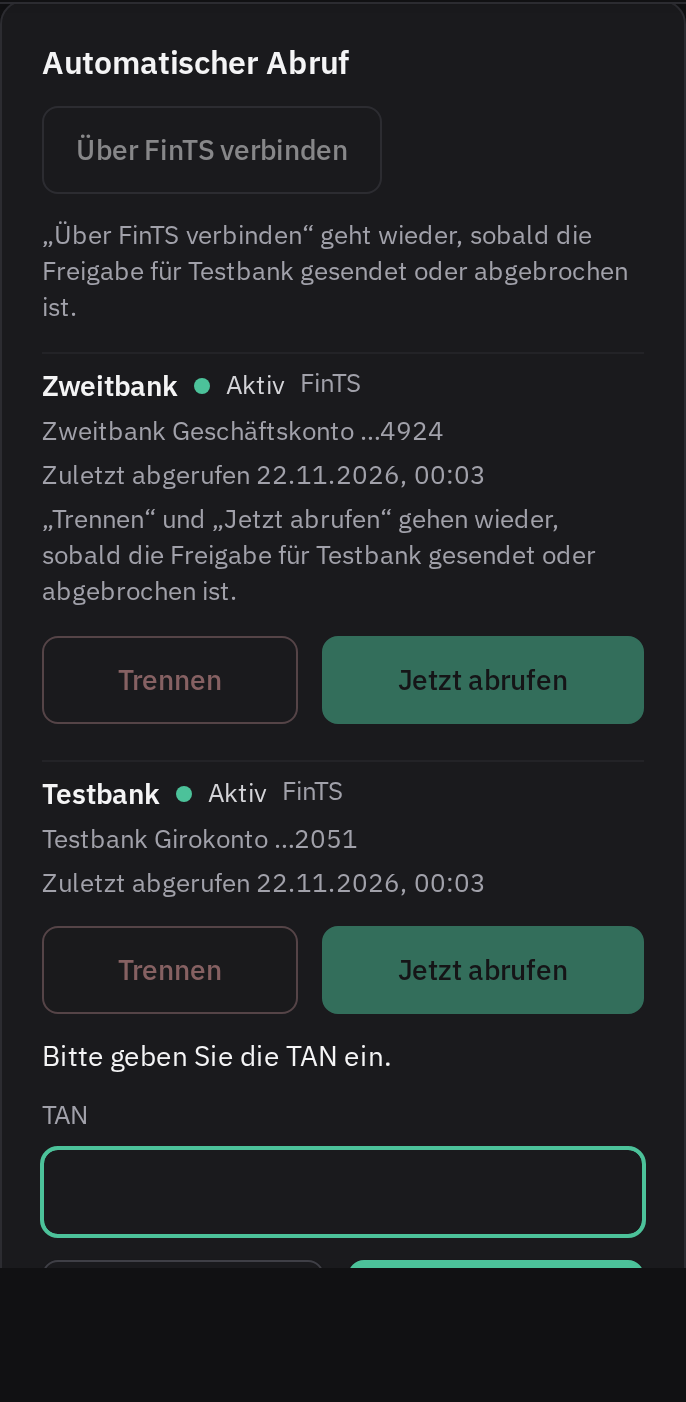 Automatischer Abruf
Über FinTS verbinden
„Über FinTS verbinden“ geht wieder, sobald die
Freigabe für Testbank gesendet oder abgebrochen
ist.
Zweitbank Aktiv FinTS
Zweitbank Geschäftskonto …4924
Zuletzt abgerufen 22.11.2026, 00:03
„Trennen“ und „Jetzt abrufen“ gehen wieder,
sobald die Freigabe für Testbank gesendet oder
abgebrochen ist.
Trennen Jetzt abrufen
Testbank Aktiv FinTS
Testbank Girokonto …2051
Zuletzt abgerufen 22.11.2026, 00:03
Trennen Jetzt abrufen
Bitte geben Sie die TAN ein.
TAN